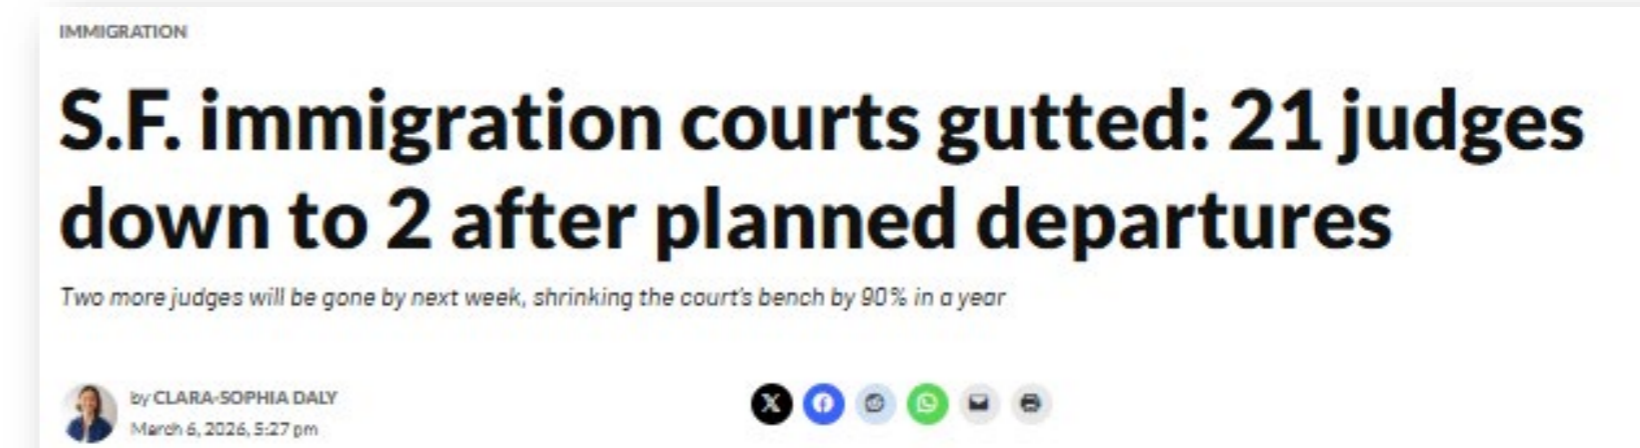 IMMIGRATION
S.F. immigration courts gutted: 21 judges
down to 2 after planned departures
Two more judges will be gone by next week, shrinking the court's bench by 90% in a year
by CLARA-SOPHIA DALY
March 6, 2026, 5:27 pm